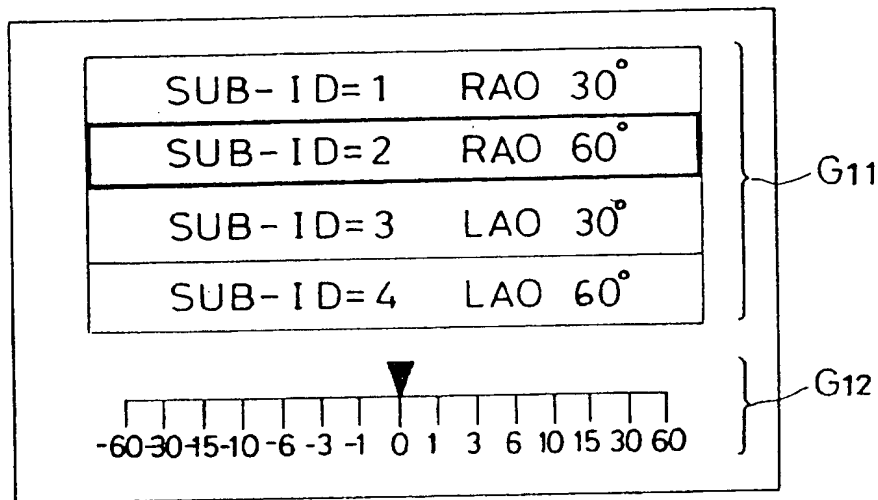 SUB-ID=1 RAO 30°
SUB-ID=2 RAO 60°
SUB-ID=3 LAO 30°
SUB-ID=4 LAO 60°
G11
G12
-60 -30 -15 -10 -6 -3 -1 0 1 3 6 10 15 30 60